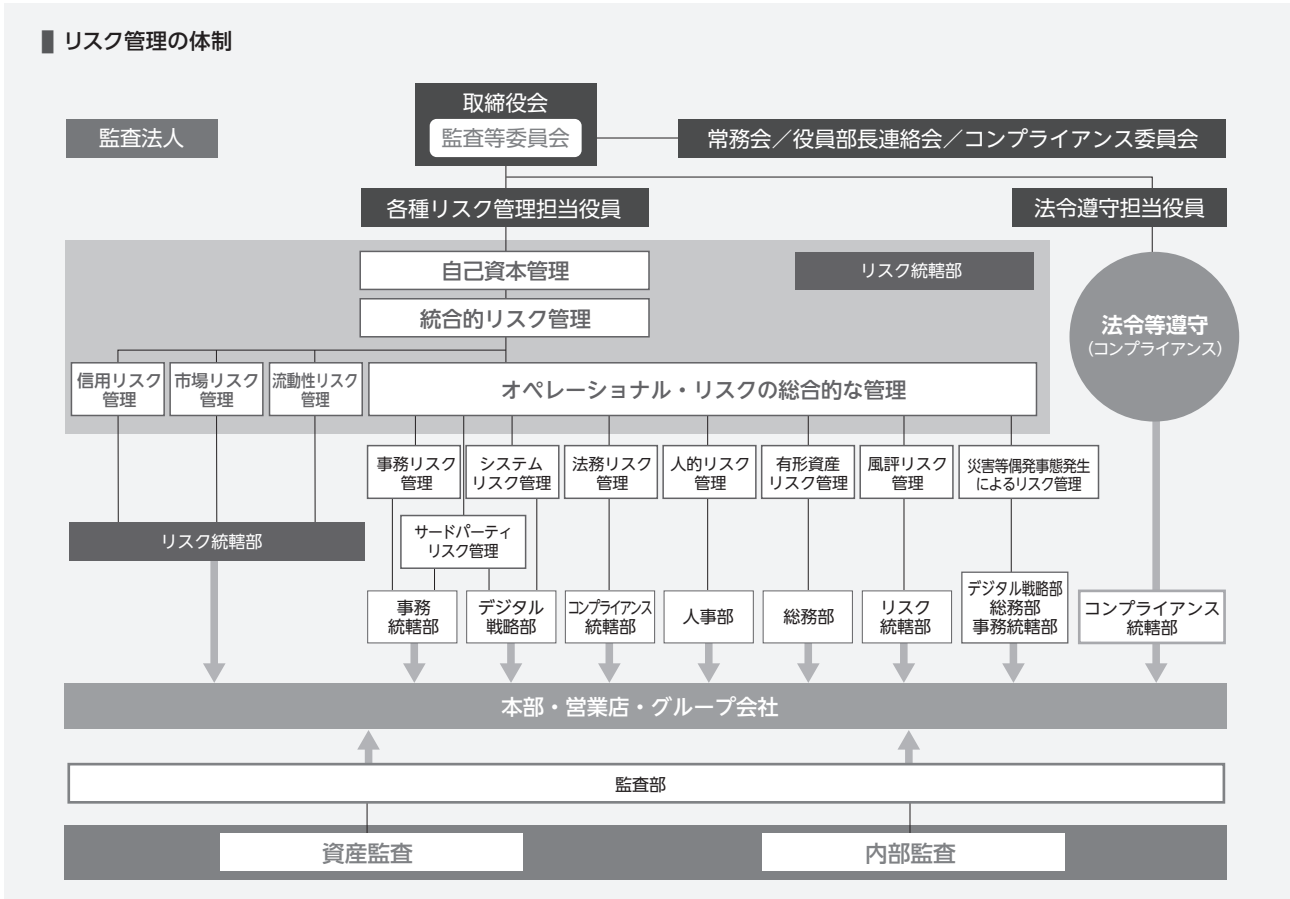 リスク管理の体制
取締役会
監査等委員会
監査法人
常務会／役員部長連絡会／コンプライアンス委員会
各種リスク管理担当役員
法令遵守担当役員
自己資本管理
リスク統轄部
統合的リスク管理
法令等遵守
(コンプライアンス)
信用リスク
管理
市場リスク
管理
流動性リスク
管理
オペレーショナル・リスクの総合的な管理
事務リスク
管理
システム
リスク管理
法務リスク
管理
人的リスク
管理
有形資産
リスク管理
風評リスク
管理
災害等偶発事態発生
によるリスク管理
サードパーティ
リスク管理
リスク統轄部
事務
統轄部
デジタル
戦略部
コンプライアンス
統轄部
人事部
総務部
リスク
統轄部
デジタル戦略部
総務部
事務統轄部
コンプライアンス
統轄部
本部・営業店・グループ会社
監査部
資産監査
内部監査